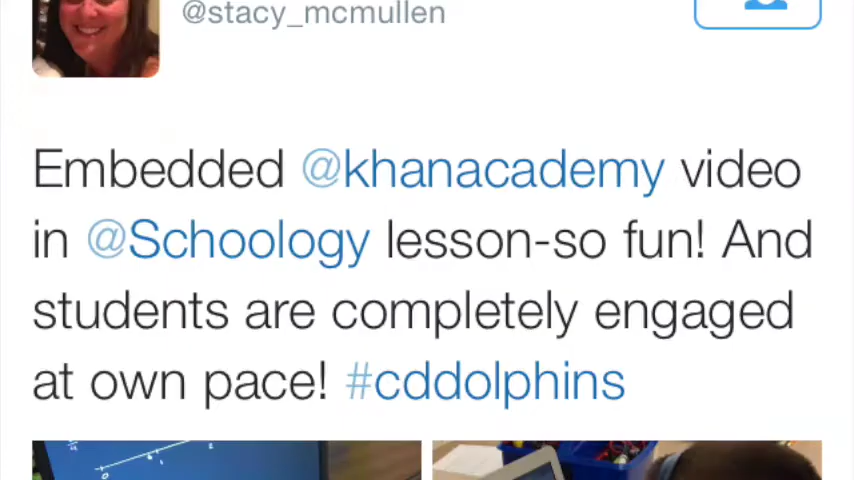 @stacy_mcmullen
Embedded @khanacademy video
in @Schoology lesson-so fun! And
students are completely engaged
at own pace! #cddolphins